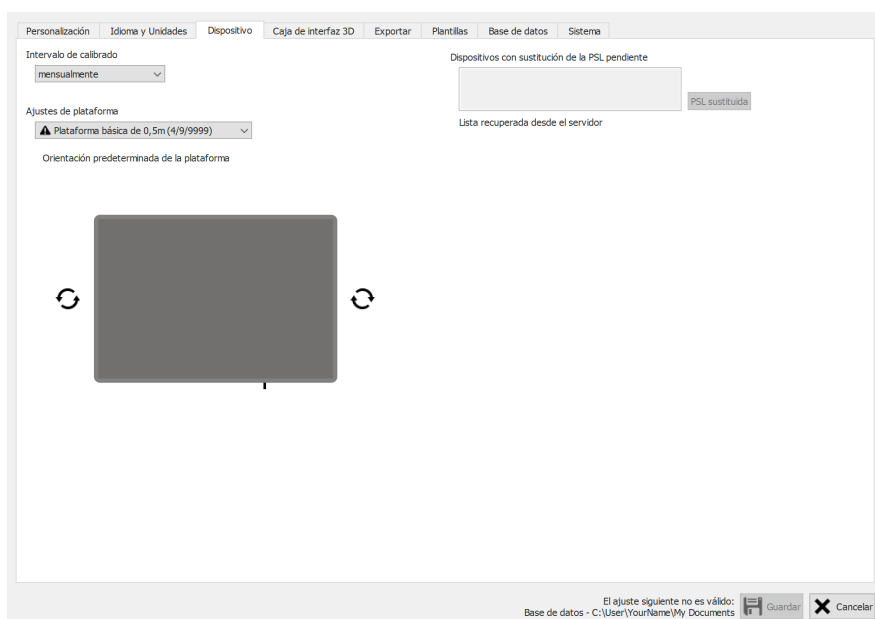 Personalización Idioma y Unidades Dispositivo Caja de interfaz 3D Exportar Plantillas Base de datos Sistema
Intervalo de calibrado
mensualmente
Ajustes de plataforma
Plataforma básica de 0,5m (4/9/9999)
Orientación predeterminada de la plataforma
Dispositivos con sustitución de la PSL pendiente
PSL sustituida
Lista recuperada desde el servidor
El ajuste siguiente no es válido:
Base de datos - C:\User\YourName\My Documents
Guardar
Cancelar